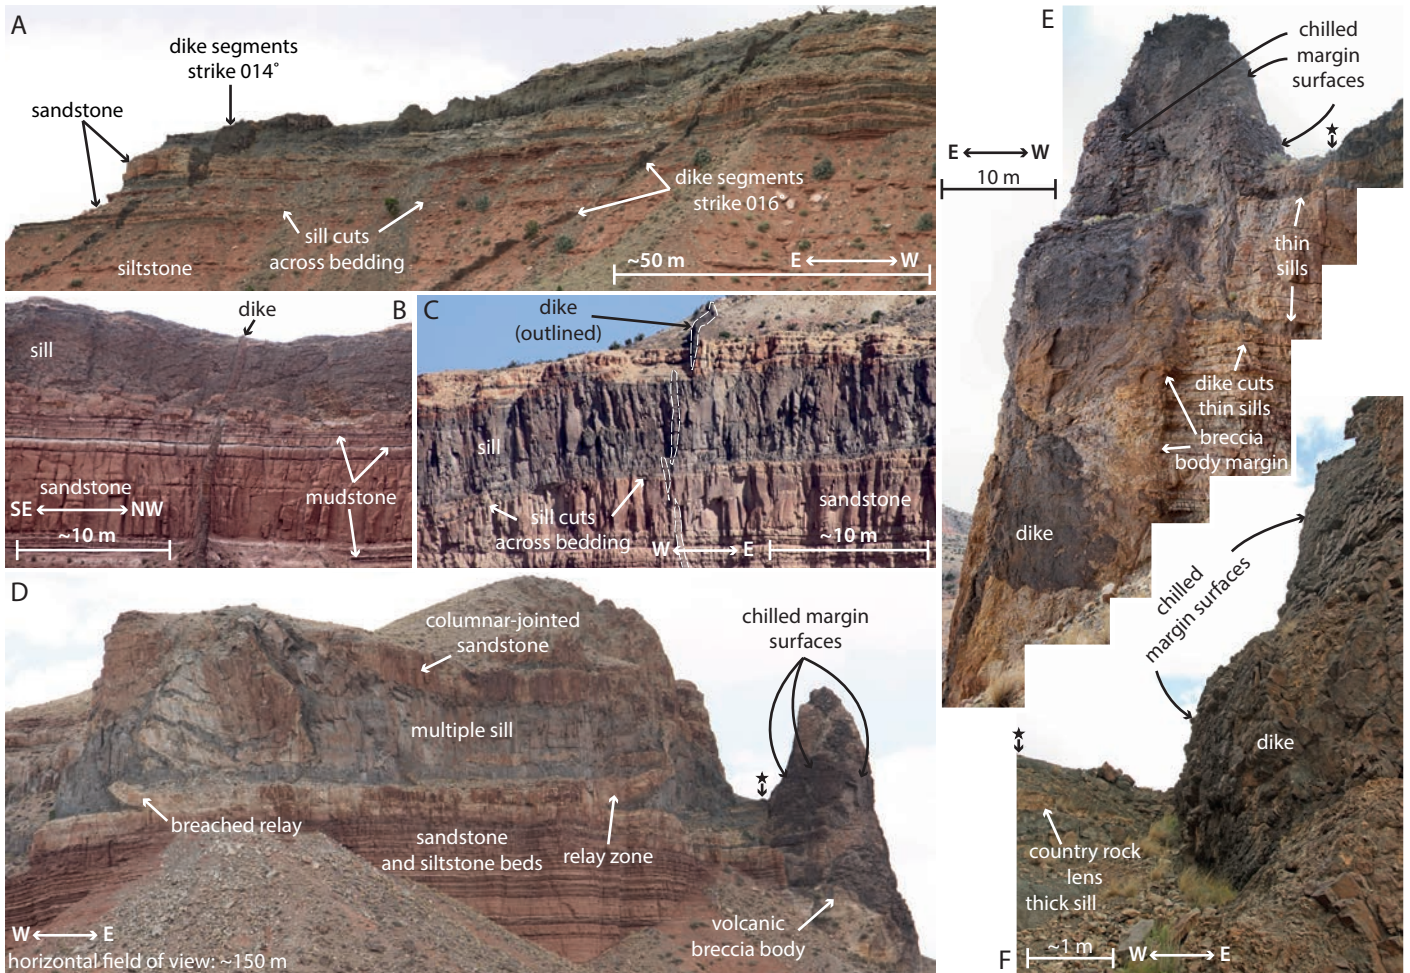 A
dike segments
strike 014°
sandstone
dike segments
strike 016°
sill cuts
across bedding
siltstone
~50 m
E W
B
dike
sill
sandstone
mudstone
SE NW
~10 m
C
dike
(outlined)
sill
sill cuts
across bedding
sandstone
W E
~10 m
D
columnar-jointed
sandstone
chilled margin
surfaces
multiple sill
breached relay
sandstone
and siltstone beds
relay zone
volcanic
breccia body
W E
horizontal field of view: ~150 m
E
chilled
margin
surfaces
E W
10 m
thin
sills
dike cuts
thin sills
breccia
body margin
dike
chilled
margin surfaces
dike
country rock
lens
thick sill
~1 m
W E
F